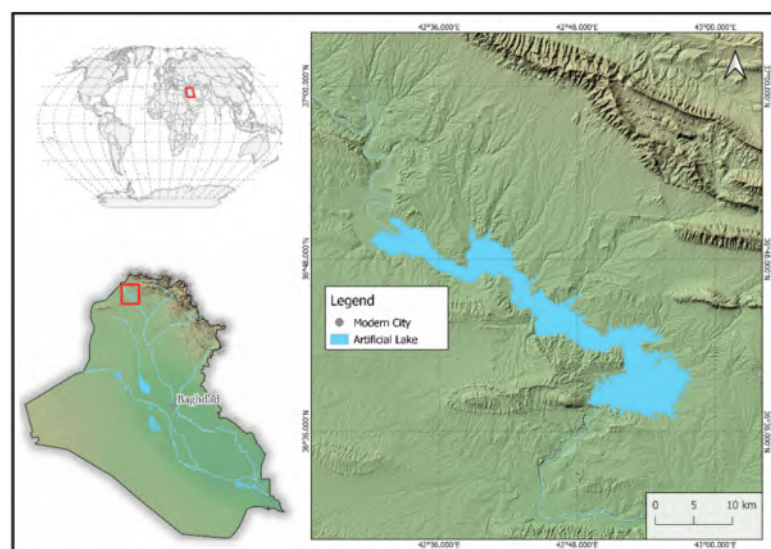 42°36.000'E 42°48.000'E 43°00.000'E
37°00.000'N 37°00.000'N
36°48.000'N 36°48.000'N
Legend
Modern City
Artificial Lake
Baghdad
36°36.000'N 36°36.000'N
0 5 10 km
42°36.000'E 42°48.000'E 43°00.000'E